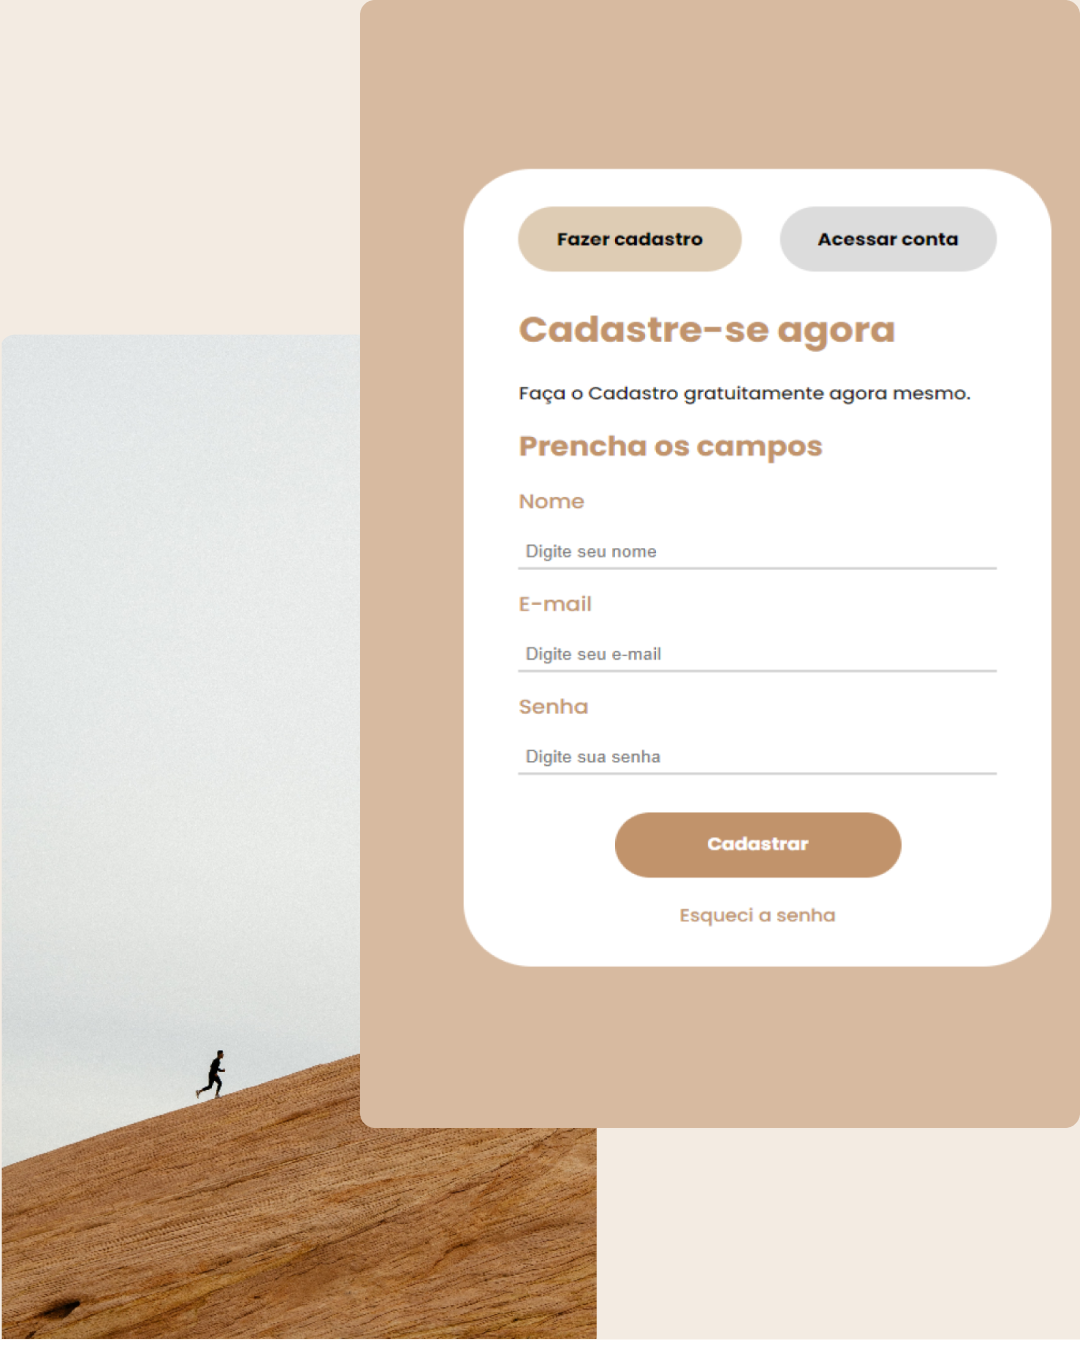 Fazer cadastro
Acessar conta
Cadastre-se agora
Faça o Cadastro gratuitamente agora mesmo.
Prencha os campos
Nome
Digite seu nome
E-mail
Digite seu e-mail
Senha
Digite sua senha
Cadastrar
Esqueci a senha